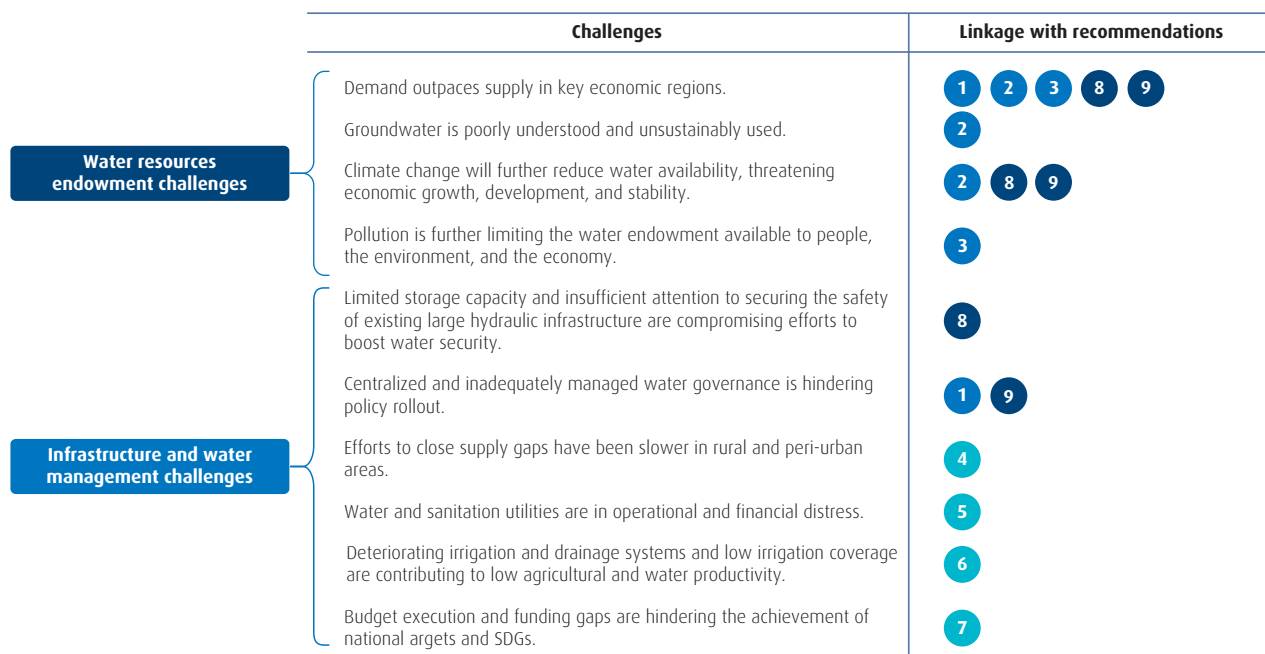 Challenges
Linkage with recommendations
Water resources
endowment challenges
Demand outpaces supply in key economic regions.
1 2 3 8 9
Groundwater is poorly understood and unsustainably used.
2
Climate change will further reduce water availability, threatening
economic growth, development, and stability.
2 8 9
Pollution is further limiting the water endowment available to people,
the environment, and the economy.
3
Infrastructure and water
management challenges
Limited storage capacity and insufficient attention to securing the safety
of existing large hydraulic infrastructure are compromising efforts to
boost water security.
8
Centralized and inadequately managed water governance is hindering
policy rollout.
1 9
Efforts to close supply gaps have been slower in rural and peri-urban
areas.
4
Water and sanitation utilities are in operational and financial distress.
5
Deteriorating irrigation and drainage systems and low irrigation coverage
are contributing to low agricultural and water productivity.
6
Budget execution and funding gaps are hindering the achievement of
national argets and SDGs.
7